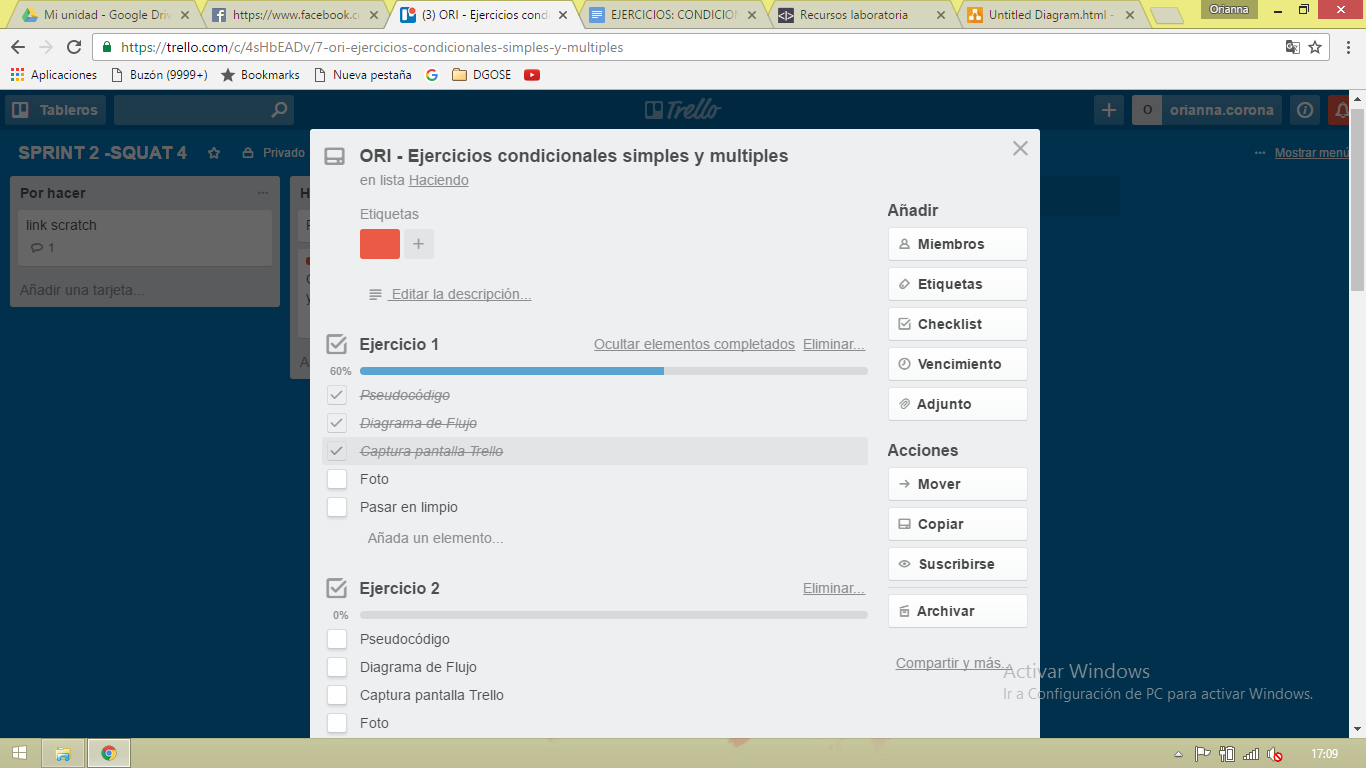 Mi unidad - Google Driv
https://www.facebook.c
(3) ORI - Ejercicios condi
EJERCICIOS: CONDICION
Recursos laboratoria
Untitled Diagram.html -
Orianna
https://trello.com/c/4sHbEADv/7-ori-ejercicios-condicionales-simples-y-multiples
Aplicaciones
Buzón (9999+)
Bookmarks
Nueva pestaña
DGOSE
Tableros
Trello
O
orianna.corona
SPRINT 2 -SQUAT 4
Privado
Mostrar menú
Por hacer
link scratch
1
Añadir una tarjeta...
ORI - Ejercicios condicionales simples y multiples
en lista Haciendo
Etiquetas
+
Editar la descripción...
Ejercicio 1
Ocultar elementos completados
Eliminar...
60%
Pseudocódigo
Diagrama de Flujo
Captura pantalla Trello
Foto
Pasar en limpio
Añada un elemento...
Ejercicio 2
Eliminar...
0%
Pseudocódigo
Diagrama de Flujo
Captura pantalla Trello
Foto
Añadir
Miembros
Etiquetas
Checklist
Vencimiento
Adjunto
Acciones
Mover
Copiar
Suscribirse
Archivar
Compartir y más...
Activar Windows
Ir a Configuración de PC para activar Windows.
17:09